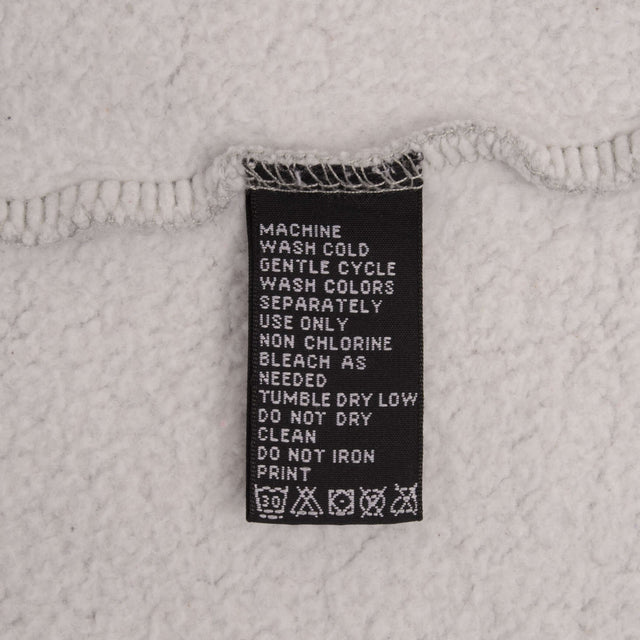 MACHINE
WASH COLD
GENTLE CYCLE
WASH COLORS
SEPARATELY
USE ONLY
NON CHLORINE
BLEACH AS
NEEDED
TUMBLE DRY LOW
DO NOT DRY
CLEAN
DO NOT IRON
PRINT
30